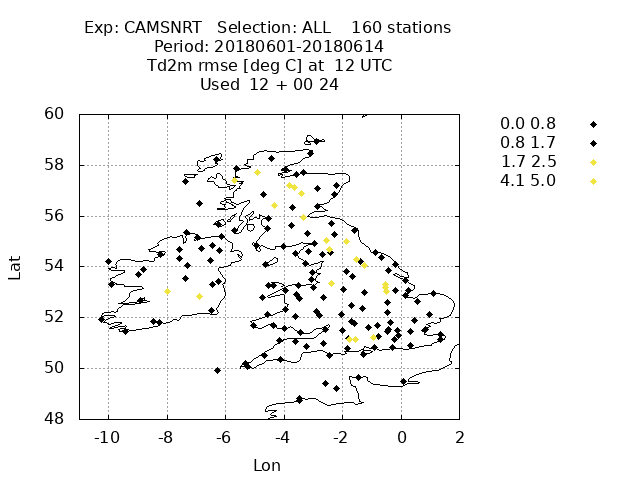 Exp: CAMSNRT Selection: ALL 160 stations
Period: 20180601-20180614
Td2m rmse [deg C] at 12 UTC
Used 12 + 00 24
0.0 0.8
0.8 1.7
1.7 2.5
4.1 5.0
60
58
56
54
52
50
48
Lat
-10 -8 -6 -4 -2 0 2
Lon